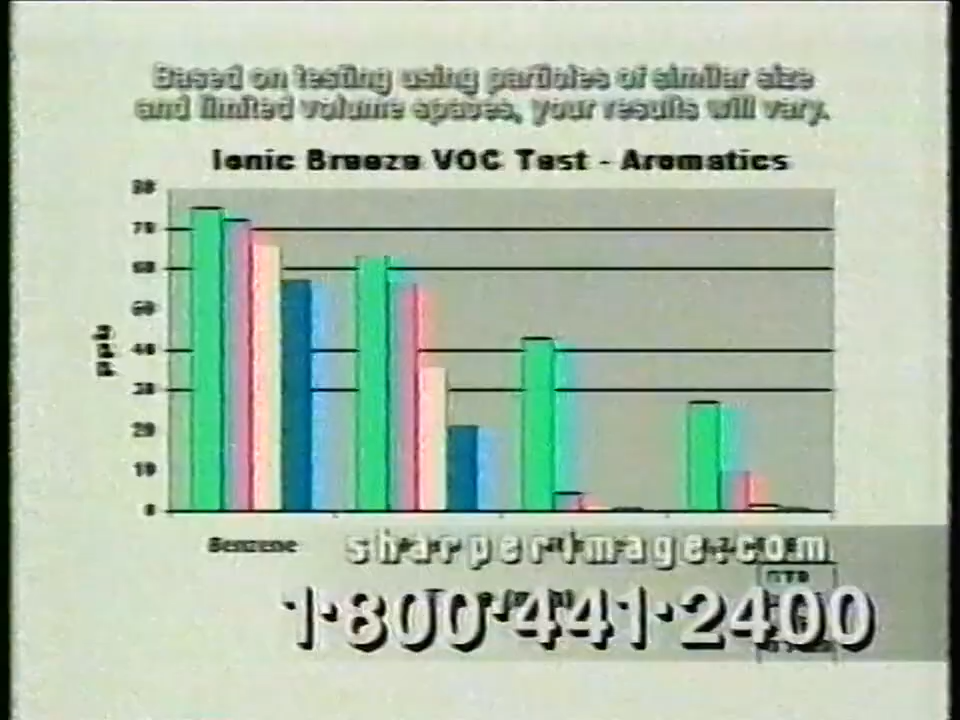 Based on testing using particles of similar size
and limited volume spaces, your results will vary.
Ionic Breeze VOC Test - Aromatics
80
70
60
50
40
30
20
10
0
ppb
Benzene
sharperimage.com
1·800·441·2400